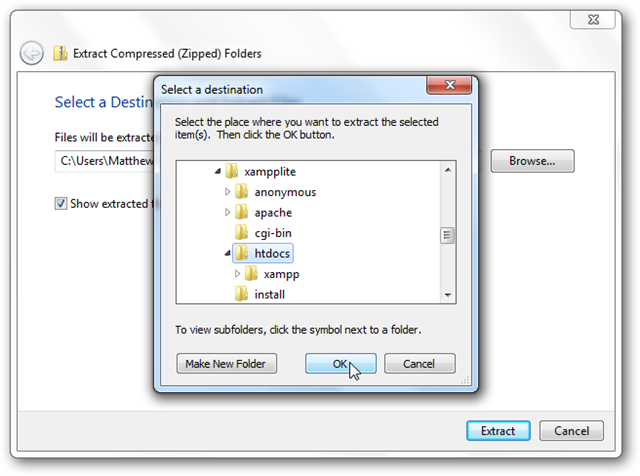 Extract Compressed (Zipped) Folders
Select a Destin
Files will be extracte
C:\Users\Matthew
Browse...
Show extracted
Select a destination
Select the place where you want to extract the selected
item(s). Then click the OK button.
xampplite
anonymous
apache
cgi-bin
htdocs
xampp
install
To view subfolders, click the symbol next to a folder.
Make New Folder
OK
Cancel
Extract
Cancel